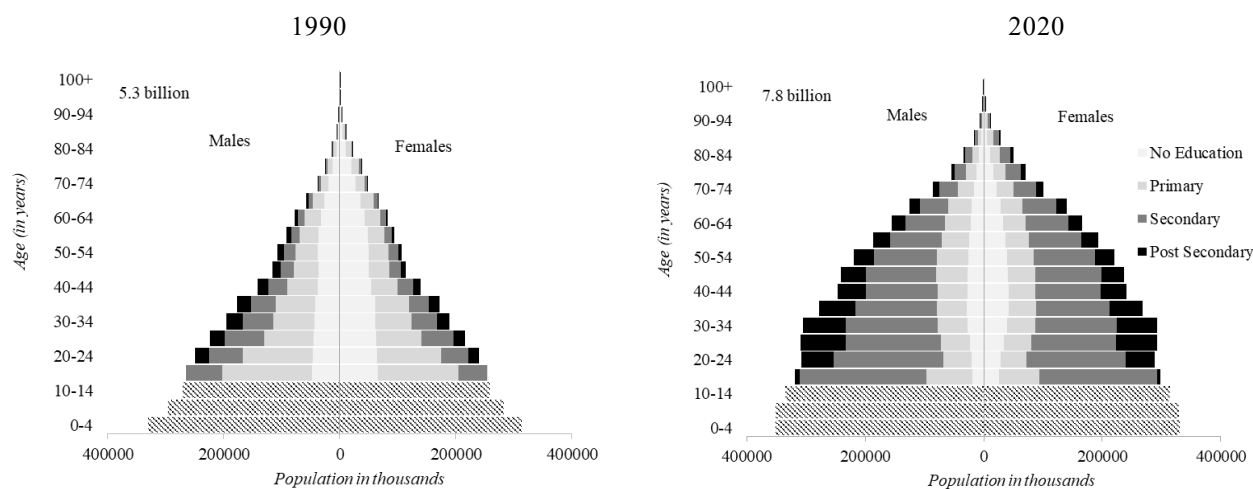 1990
5.3 billion
Males
Females
Age (in years)
100+
90-94
80-84
70-74
60-64
50-54
40-44
30-34
20-24
10-14
0-4
400000 200000 0 200000 400000
Population in thousands
2020
7.8 billion
Males
Females
Age (in years)
100+
90-94
80-84
70-74
60-64
50-54
40-44
30-34
20-24
10-14
0-4
400000 200000 0 200000 400000
Population in thousands
No Education
Primary
Secondary
Post Secondary